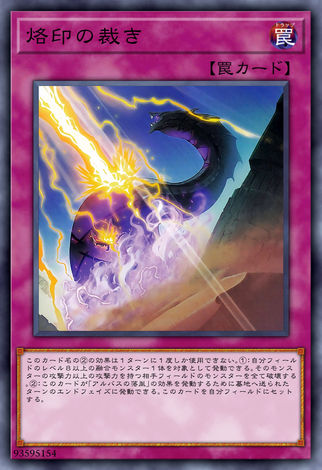 烙印の裁き
トラップ
罠
【罠カード】
このカード名の②の効果は1ターンに1度しか使用できない。①:自分フィール
ドのレベル8以上の融合モンスター1体を対象として発動できる。そのモンス
ターの攻撃力以上の攻撃力を持つ相手フィールドのモンスターを全て破壊す
る。②:このカードが「アルバスの落胤」の効果を発動するために墓地へ送られた
ターンのエンドフェイズに発動できる。このカードを自分フィールドにセット
する。
93595154